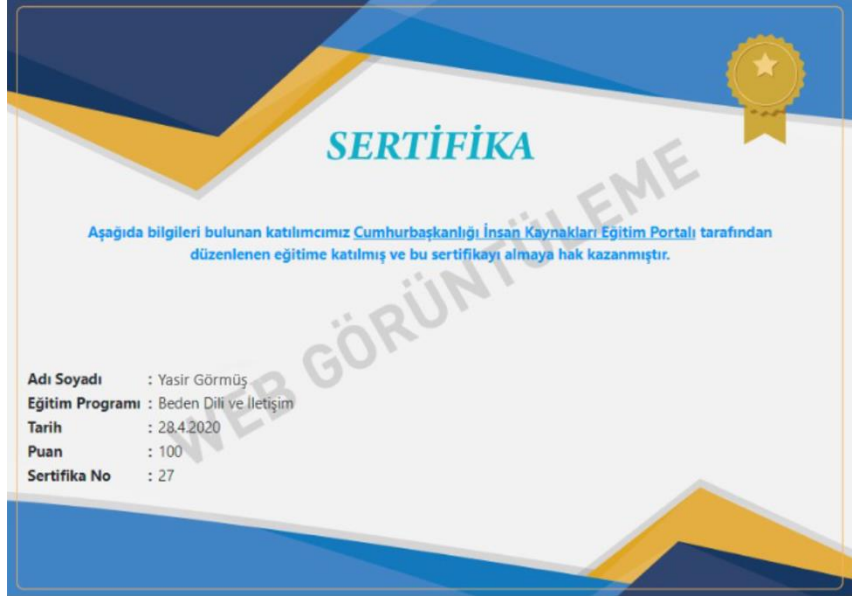 SERTİFİKA
Aşağıda bilgileri bulunan katılımcımız Cumhurbaşkanlığı İnsan Kaynakları Eğitim Portalı tarafından
düzenlenen eğitime katılmış ve bu sertifikayı almaya hak kazanmıştır.
WEB GÖRÜNTÜLEME
Adı Soyadı : Yasir Görmüş
Eğitim Programı : Beden Dili ve İletişim
Tarih : 28.4.2020
Puan : 100
Sertifika No : 27